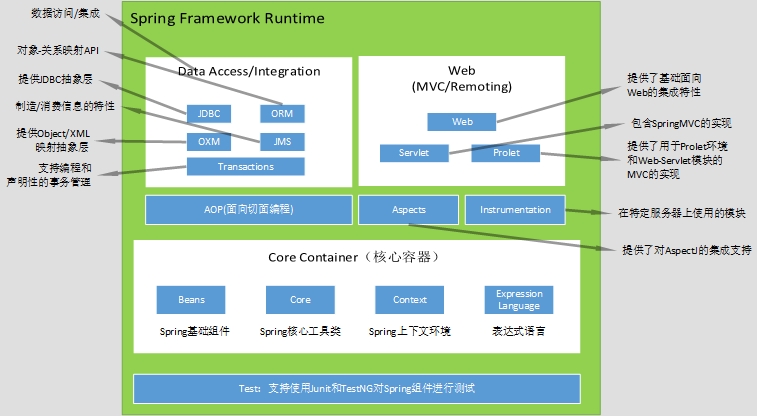 Spring Framework Runtime
数据访问/集成
对象-关系映射API
提供JDBC抽象层
制造/消费信息的特性
提供Object/XML
映射抽象层
支持编程和
声明性的事务管理
Data Access/Integration
JDBC
ORM
OXM
JMS
Transactions
Web
(MVC/Remoting)
Web
Servlet
Prolet
提供了基础面向
Web的集成特性
包含SpringMVC的实现
提供了用于Prolet环境
和Web-Servlet模块的
MVC的实现
AOP(面向切面编程)
Aspects
Instrumentation
在特定服务器上使用的模块
提供了对AspectJ的集成支持
Core Container（核心容器）
Beans
Core
Context
Expression
Language
Spring基础组件
Spring核心工具类
Spring上下文环境
表达式语言
Test：支持使用Junit和TestNG对Spring组件进行测试